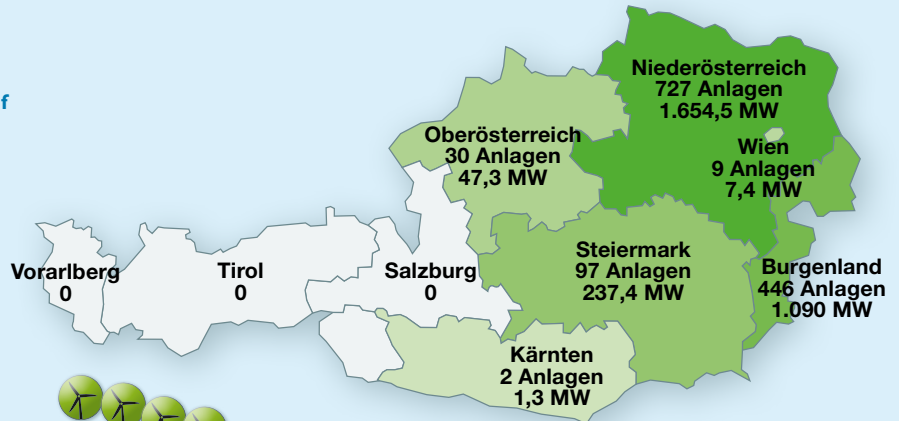 f
Niederösterreich
727 Anlagen
1.654,5 MW
Oberösterreich
30 Anlagen
47,3 MW
Wien
9 Anlagen
7,4 MW
Vorarlberg
0
Tirol
0
Salzburg
0
Steiermark
97 Anlagen
237,4 MW
Burgenland
446 Anlagen
1.090 MW
Kärnten
2 Anlagen
1,3 MW